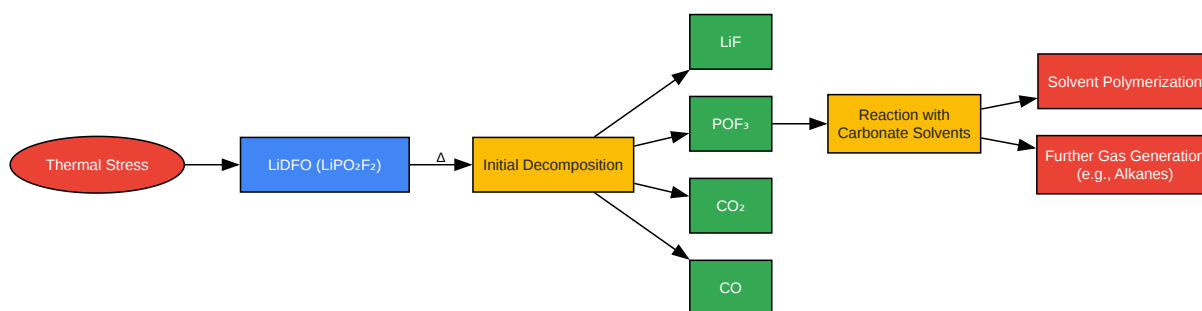 Thermal Stress
LiDFO (LiPO₂F₂)
Δ
Initial Decomposition
LiF
POF₃
CO₂
CO
Reaction with
Carbonate Solvents
Solvent Polymerization
Further Gas Generation
(e.g., Alkanes)